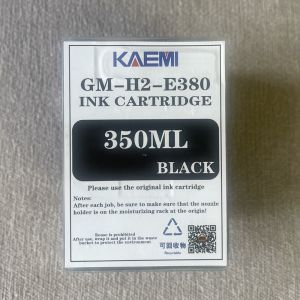 KAEMI
GM-H2-E380
INK CARTRIDGE
350ML
BLACK
Please use the original ink cartridge
Notes:
After each job, be sure to make sure that the nozzle
holder is on the moisturizing rack at the origin!
is prohibited
After use, wrap it and put it in the waste
bucket to protect the environment
可回收物
Recyclable